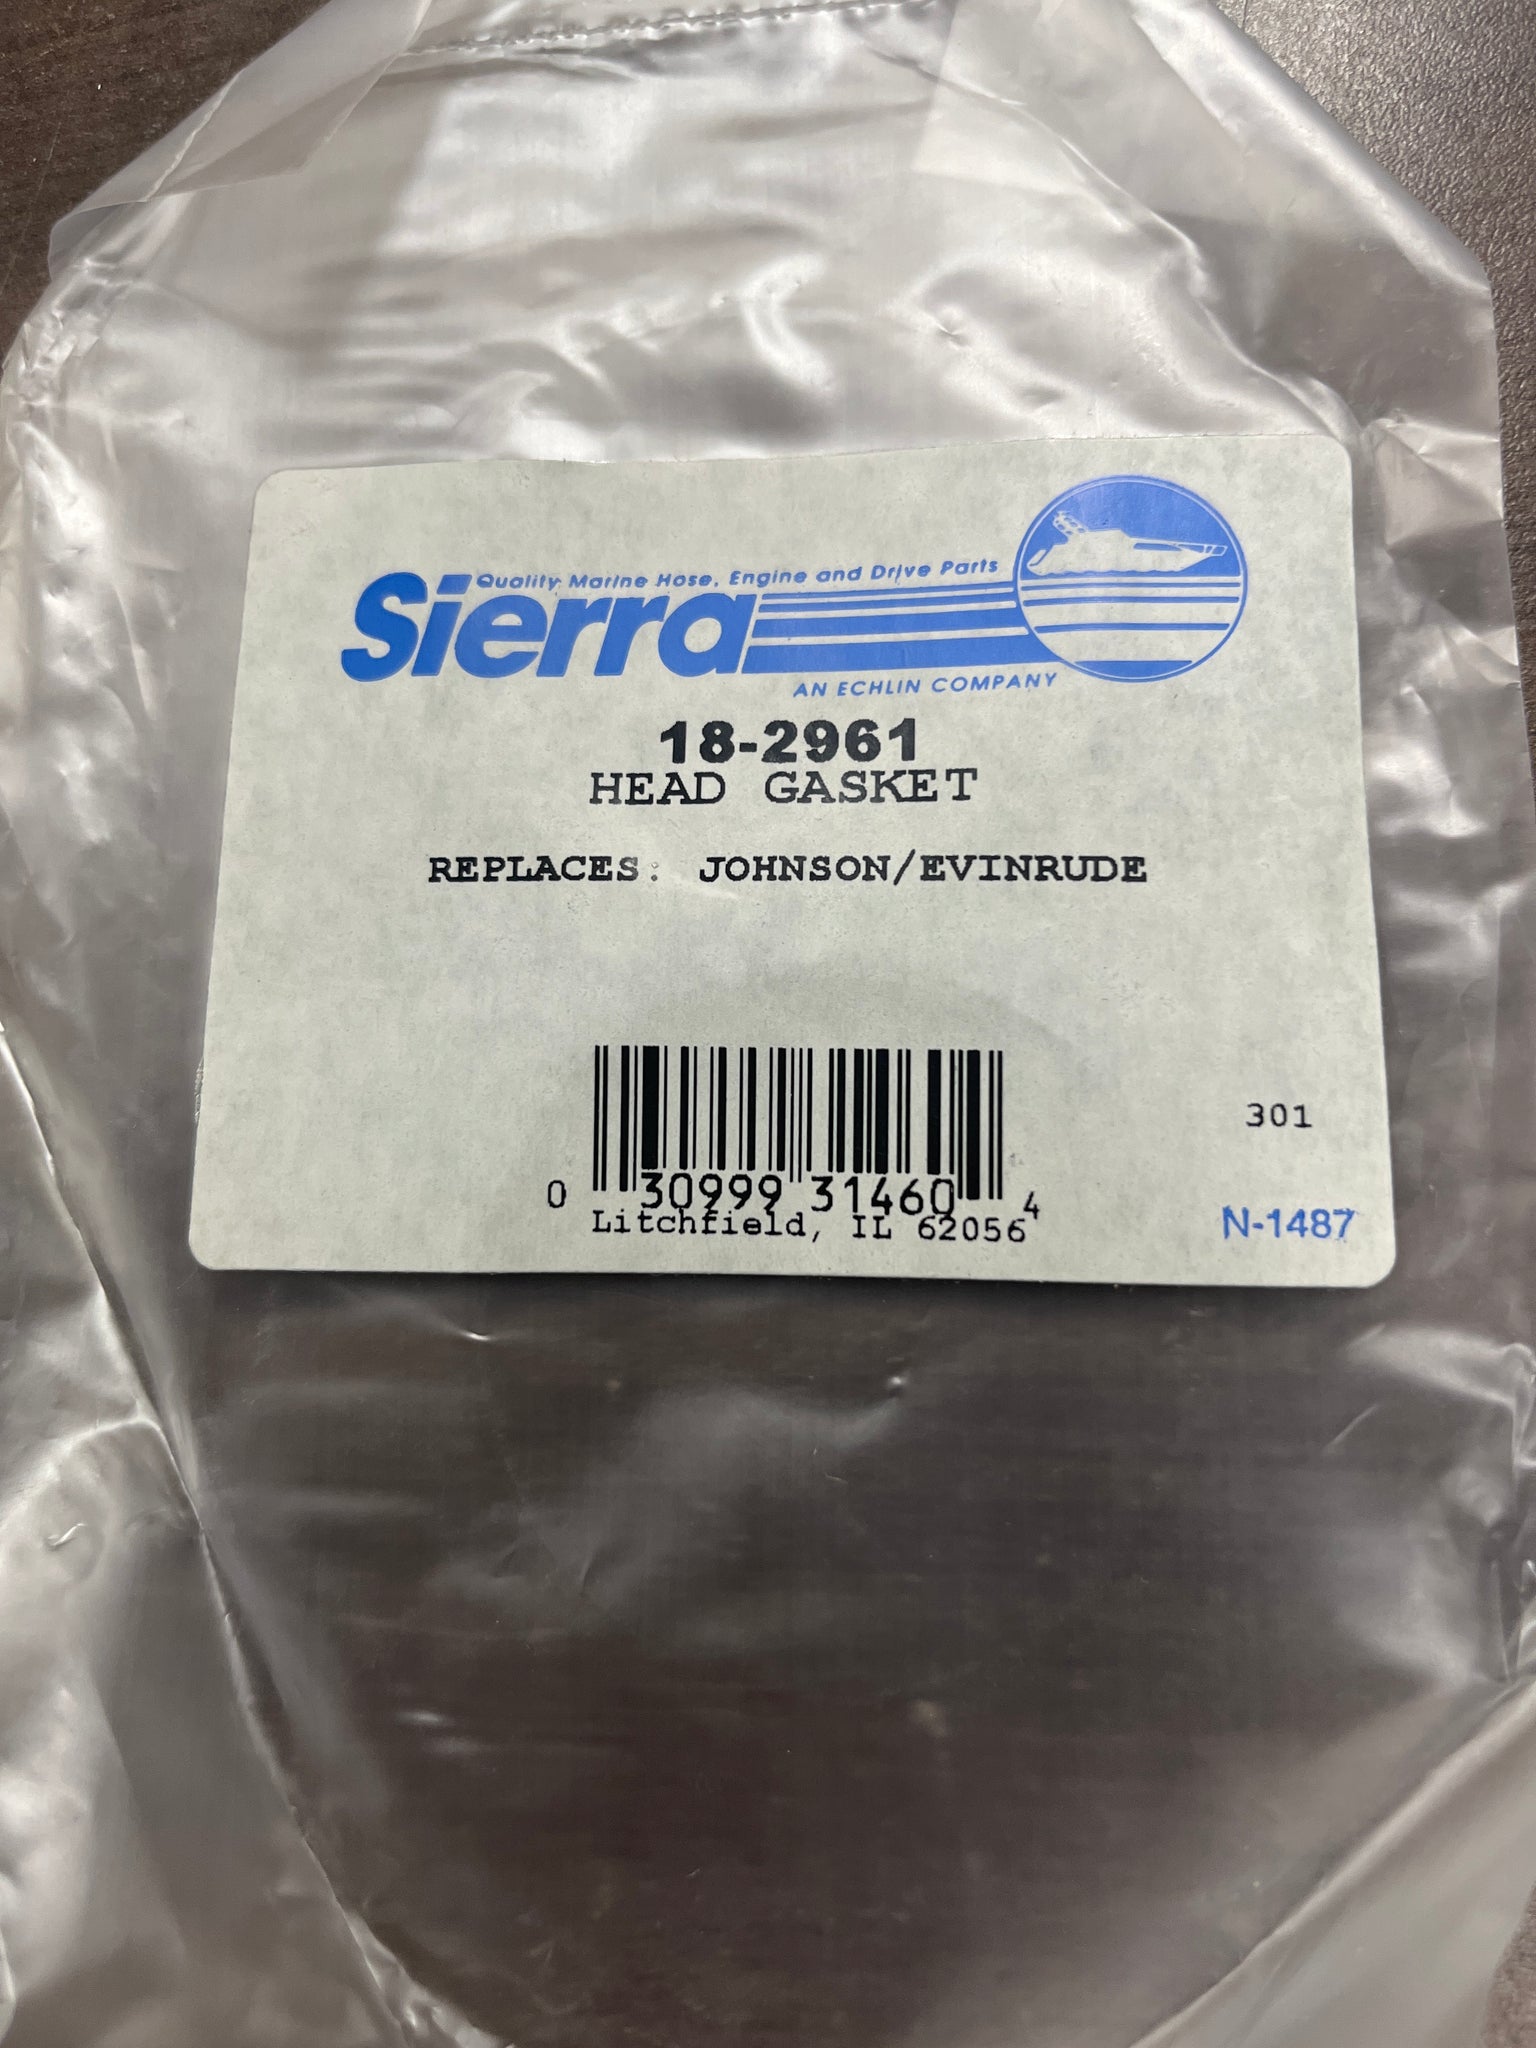 Quality Marine Hose, Engine and Drive Parts
Sierra
AN ECHLIN COMPANY
18-2961
HEAD GASKET
REPLACES: JOHNSON/EVINRUDE
301
0 30999 31460 4
Litchfield, IL 62056
N-1487